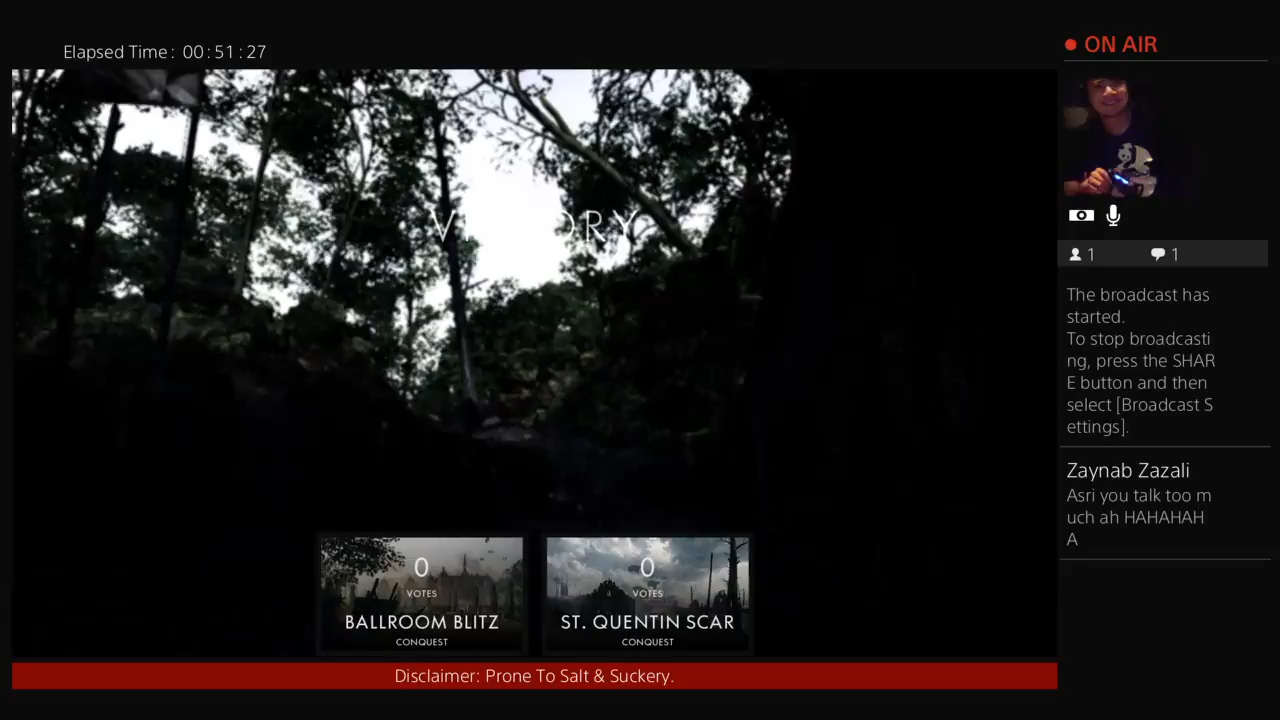 Elapsed Time: 00:51:27
ON AIR
VICTORY
1
1
The broadcast has
started.
To stop broadcasti
ng, press the SHAR
E button and then
select [Broadcast S
ettings].
Zaynab Zazali
Asri you talk too m
uch ah HAHAHAH
A
0
VOTES
BALLROOM BLITZ
CONQUEST
0
VOTES
ST. QUENTIN SCAR
CONQUEST
Disclaimer: Prone To Salt & Suckery.